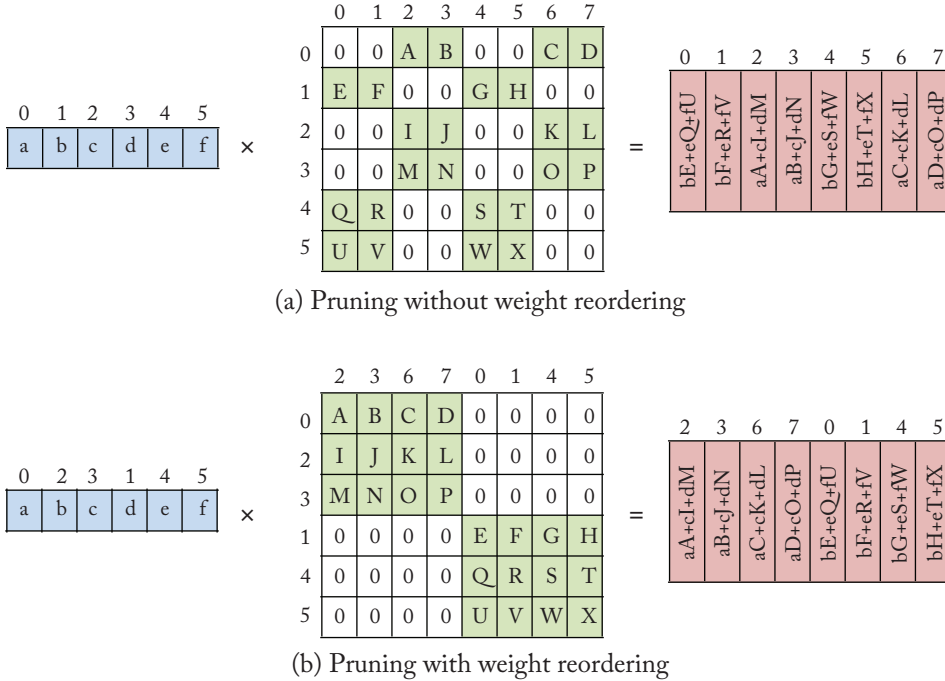 0 1 2 3 4 5
a b c d e f
×
0 1 2 3 4 5 6 7
0 0 0 A B 0 0 C D
1 E F 0 0 G H 0 0
2 0 0 I J 0 0 K L
3 0 0 M N 0 0 O P
4 Q R 0 0 S T 0 0
5 U V 0 0 W X 0 0
=
0 1 2 3 4 5 6 7
bE+eQ+fU
bF+eR+fV
aA+cI+dM
aB+cJ+dN
bG+eS+fW
bH+eT+fX
aC+cK+dL
aD+cO+dP
(a) Pruning without weight reordering
0 2 3 1 4 5
a b c d e f
×
2 3 6 7 0 1 4 5
0 A B C D 0 0 0 0
2 I J K L 0 0 0 0
3 M N O P 0 0 0 0
1 0 0 0 0 E F G H
4 0 0 0 0 Q R S T
5 0 0 0 0 U V W X
=
2 3 6 7 0 1 4 5
aA+cI+dM
aB+cJ+dN
aC+cK+dL
aD+cO+dP
bE+eQ+fU
bF+eR+fV
bG+eS+fW
bH+eT+fX
(b) Pruning with weight reordering